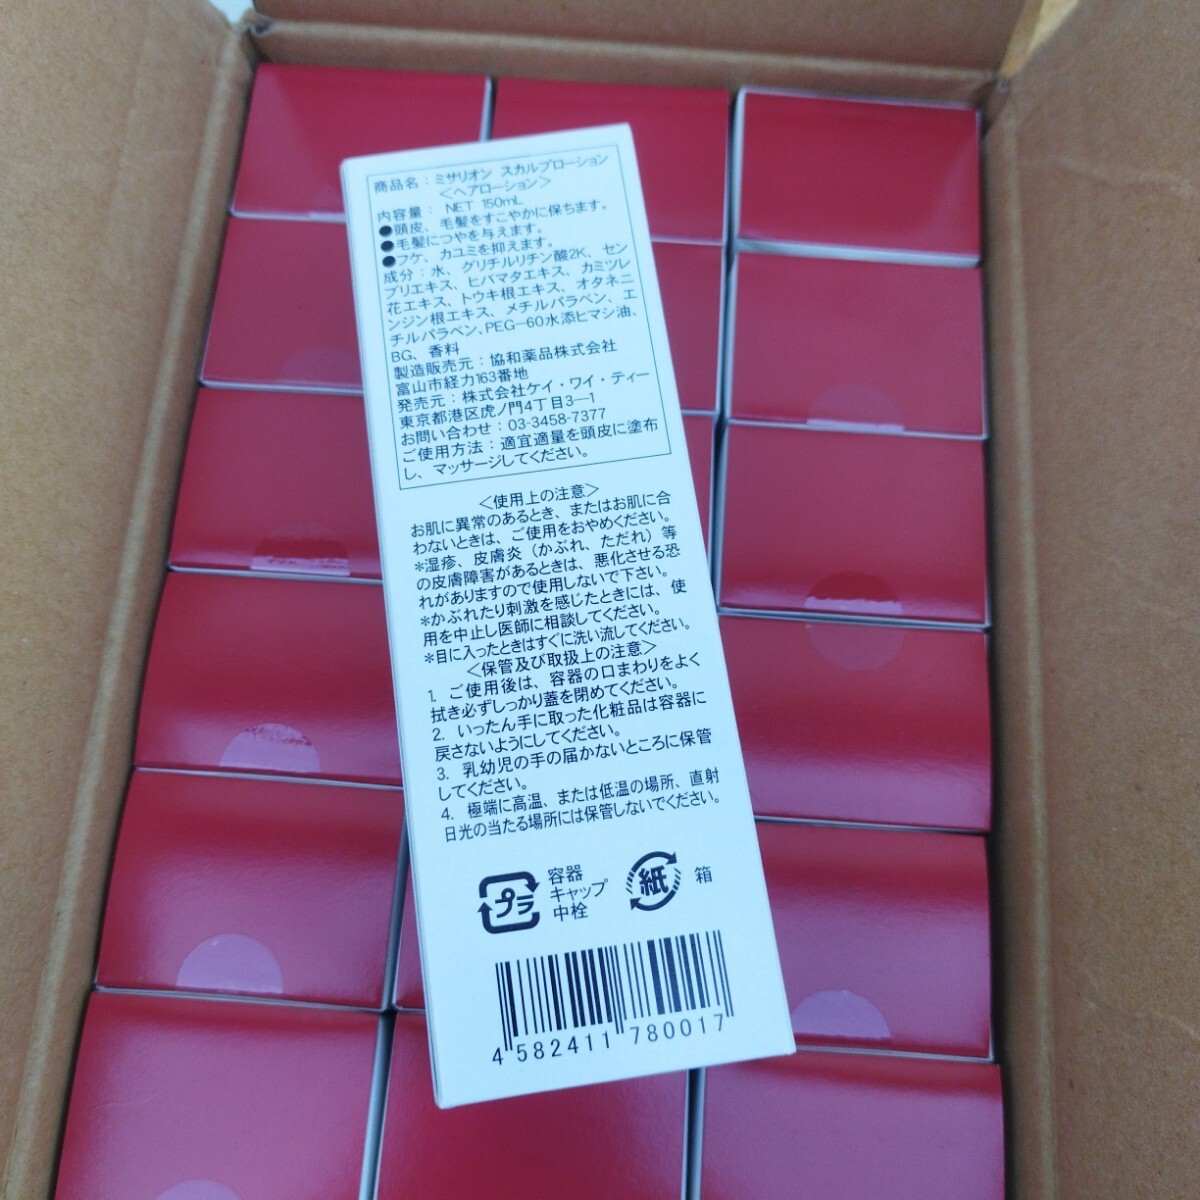 商品名：ミサリオン スカルプローション
＜ヘアローション＞
内容量： NET 150mL
●頭皮、毛髪をすこやかに保ちます。
●毛髪につやを与えます。
●フケ、カユミを抑えます。
成分：水、グリチルリチン酸2K、セン
ブリエキス、ヒバマタエキス、カミツレ
花エキス、トウキ根エキス、オタネニ
ンジン根エキス、メチルパラベン、エ
チルパラベン、PEG-60水添ヒマシ油、
BG、香料
製造販売元：協和薬品株式会社
富山市経力163番地
発売元：株式会社ケイ・ワイ・ティー
東京都港区虎ノ門4丁目3-1
お問い合わせ：03-3458-7377
ご使用方法：適宜適量を頭皮に塗布
し、マッサージしてください。
＜使用上の注意＞
お肌に異常のあるとき、またはお肌に合
わないときは、ご使用をおやめください。
*湿疹、皮膚炎（かぶれ、ただれ）等
の皮膚障害があるときは、悪化させる恐
れがありますので使用しないで下さい。
*かぶれたり刺激を感じたときには、使
用を中止し医師に相談してください。
*目に入ったときはすぐに洗い流してください。
＜保管及び取扱上の注意＞
1. ご使用後は、容器の口まわりをよく
拭き必ずしっかり蓋を閉めてください。
2. いったん手に取った化粧品は容器に
戻さないようにしてください。
3. 乳幼児の手の届かないところに保管
してください。
4. 極端に高温、または低温の場所、直射
日光の当たる場所には保管しないでください。
プラ
容器
キャップ
中栓
紙
箱
4 582411 780017